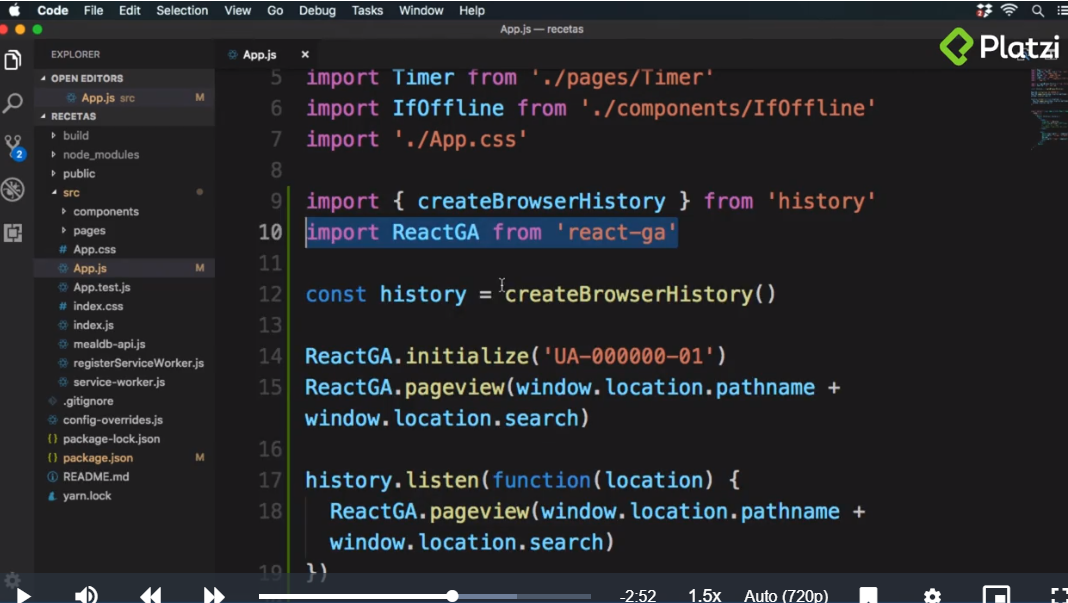 Code File Edit Selection View Go Debug Tasks Window Help
App.js — recetas
Platzi
EXPLORER
OPEN EDITORS
App.js src M
RECETAS
build
node_modules
public
src
components
pages
App.css
App.js M
App.test.js
index.css
index.js
mealdb-api.js
registerServiceWorker.js
service-worker.js
.gitignore
config-overrides.js
package-lock.json
package.json M
README.md
yarn.lock
2
App.js ×
5 import Timer from './pages/Timer'
6 import IfOffline from './components/IfOffline'
7 import './App.css'
8
9 import { createBrowserHistory } from 'history'
10 import ReactGA from 'react-ga'
11
12 const history = createBrowserHistory()
13
14 ReactGA.initialize('UA-000000-01')
15 ReactGA.pageview(window.location.pathname +
window.location.search)
16
17 history.listen(function(location) {
18 ReactGA.pageview(window.location.pathname +
window.location.search)
19 })
-2:52 1.5x Auto (720p)